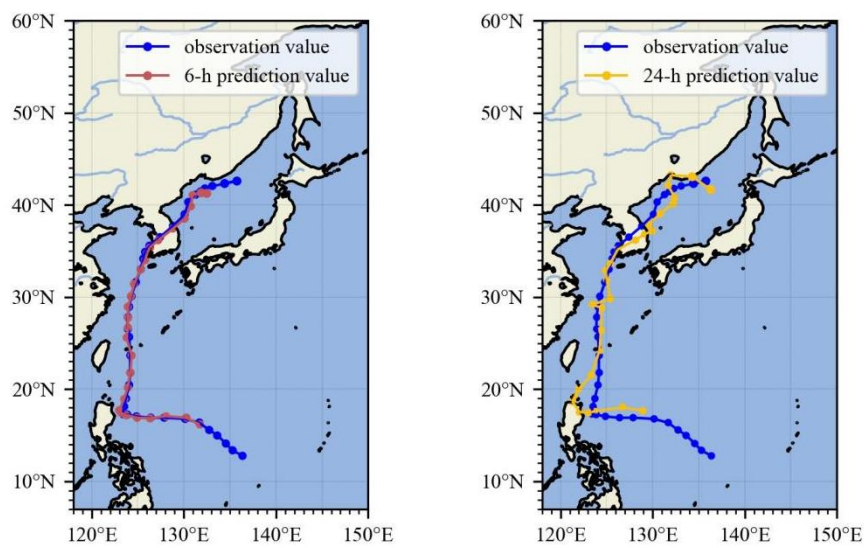 60°N
50°N
40°N
30°N
20°N
10°N
observation value
6-h prediction value
120°E 130°E 140°E 150°E
60°N
50°N
40°N
30°N
20°N
10°N
observation value
24-h prediction value
120°E 130°E 140°E 150°E